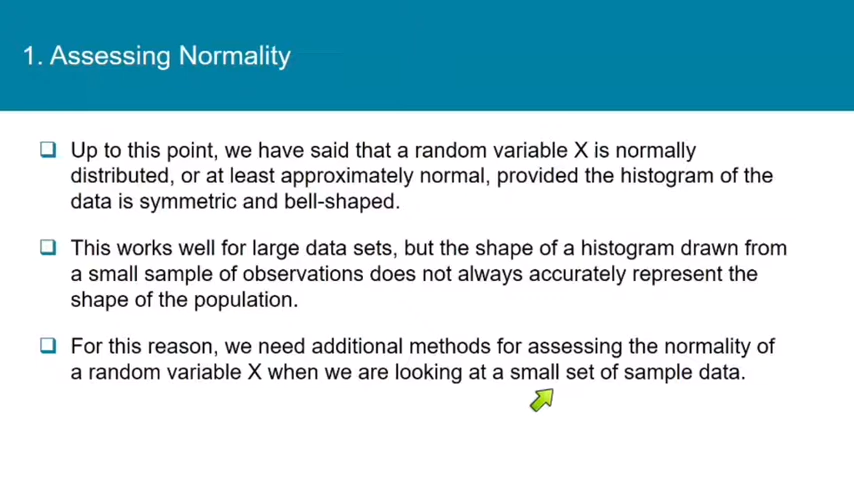 1. Assessing Normality
Up to this point, we have said that a random variable X is normally
distributed, or at least approximately normal, provided the histogram of the
data is symmetric and bell-shaped.
This works well for large data sets, but the shape of a histogram drawn from
a small sample of observations does not always accurately represent the
shape of the population.
For this reason, we need additional methods for assessing the normality of
a random variable X when we are looking at a small set of sample data.